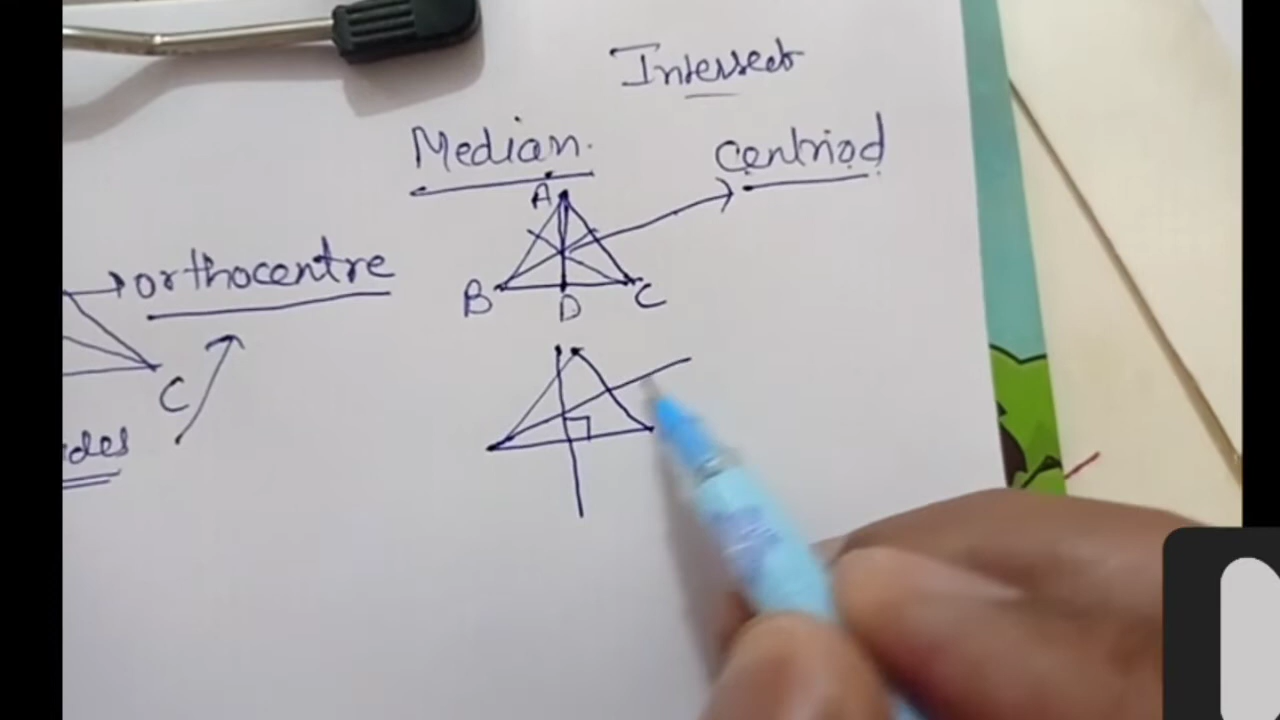 Intersect
Median.
Centriod
A
B
D
C
orthocentre
C
des